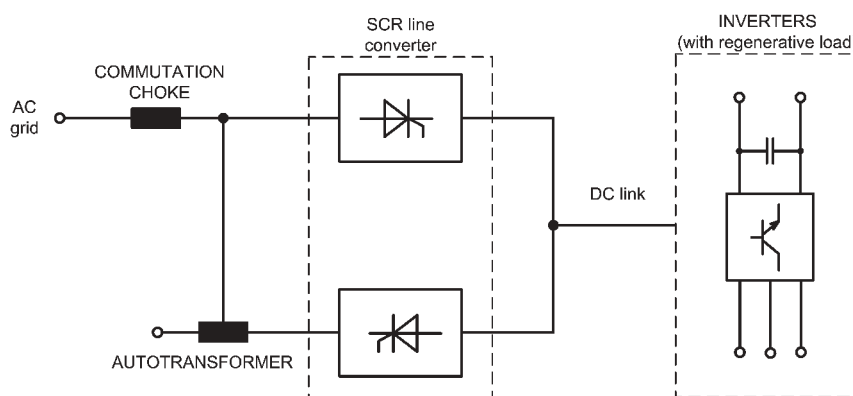 INVERTERS
(with regenerative load
SCR line
converter
COMMUTATION
CHOKE
AC
grid
DC link
AUTOTRANSFORMER